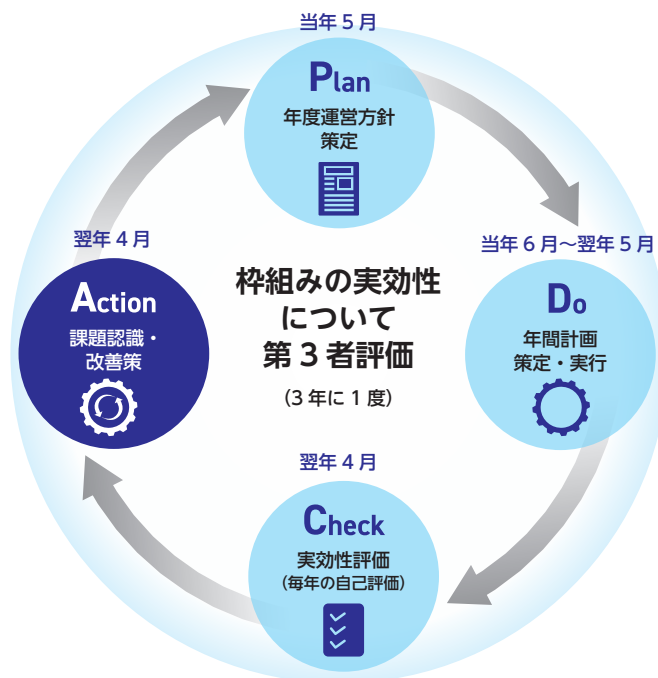 当年5月
Plan
年度運営方針
策定
当年6月～翌年5月
Do
年間計画
策定・実行
翌年4月
Check
実効性評価
（毎年の自己評価）
翌年4月
Action
課題認識・
改善策
枠組みの実効性
について
第3者評価
（3年に1度）